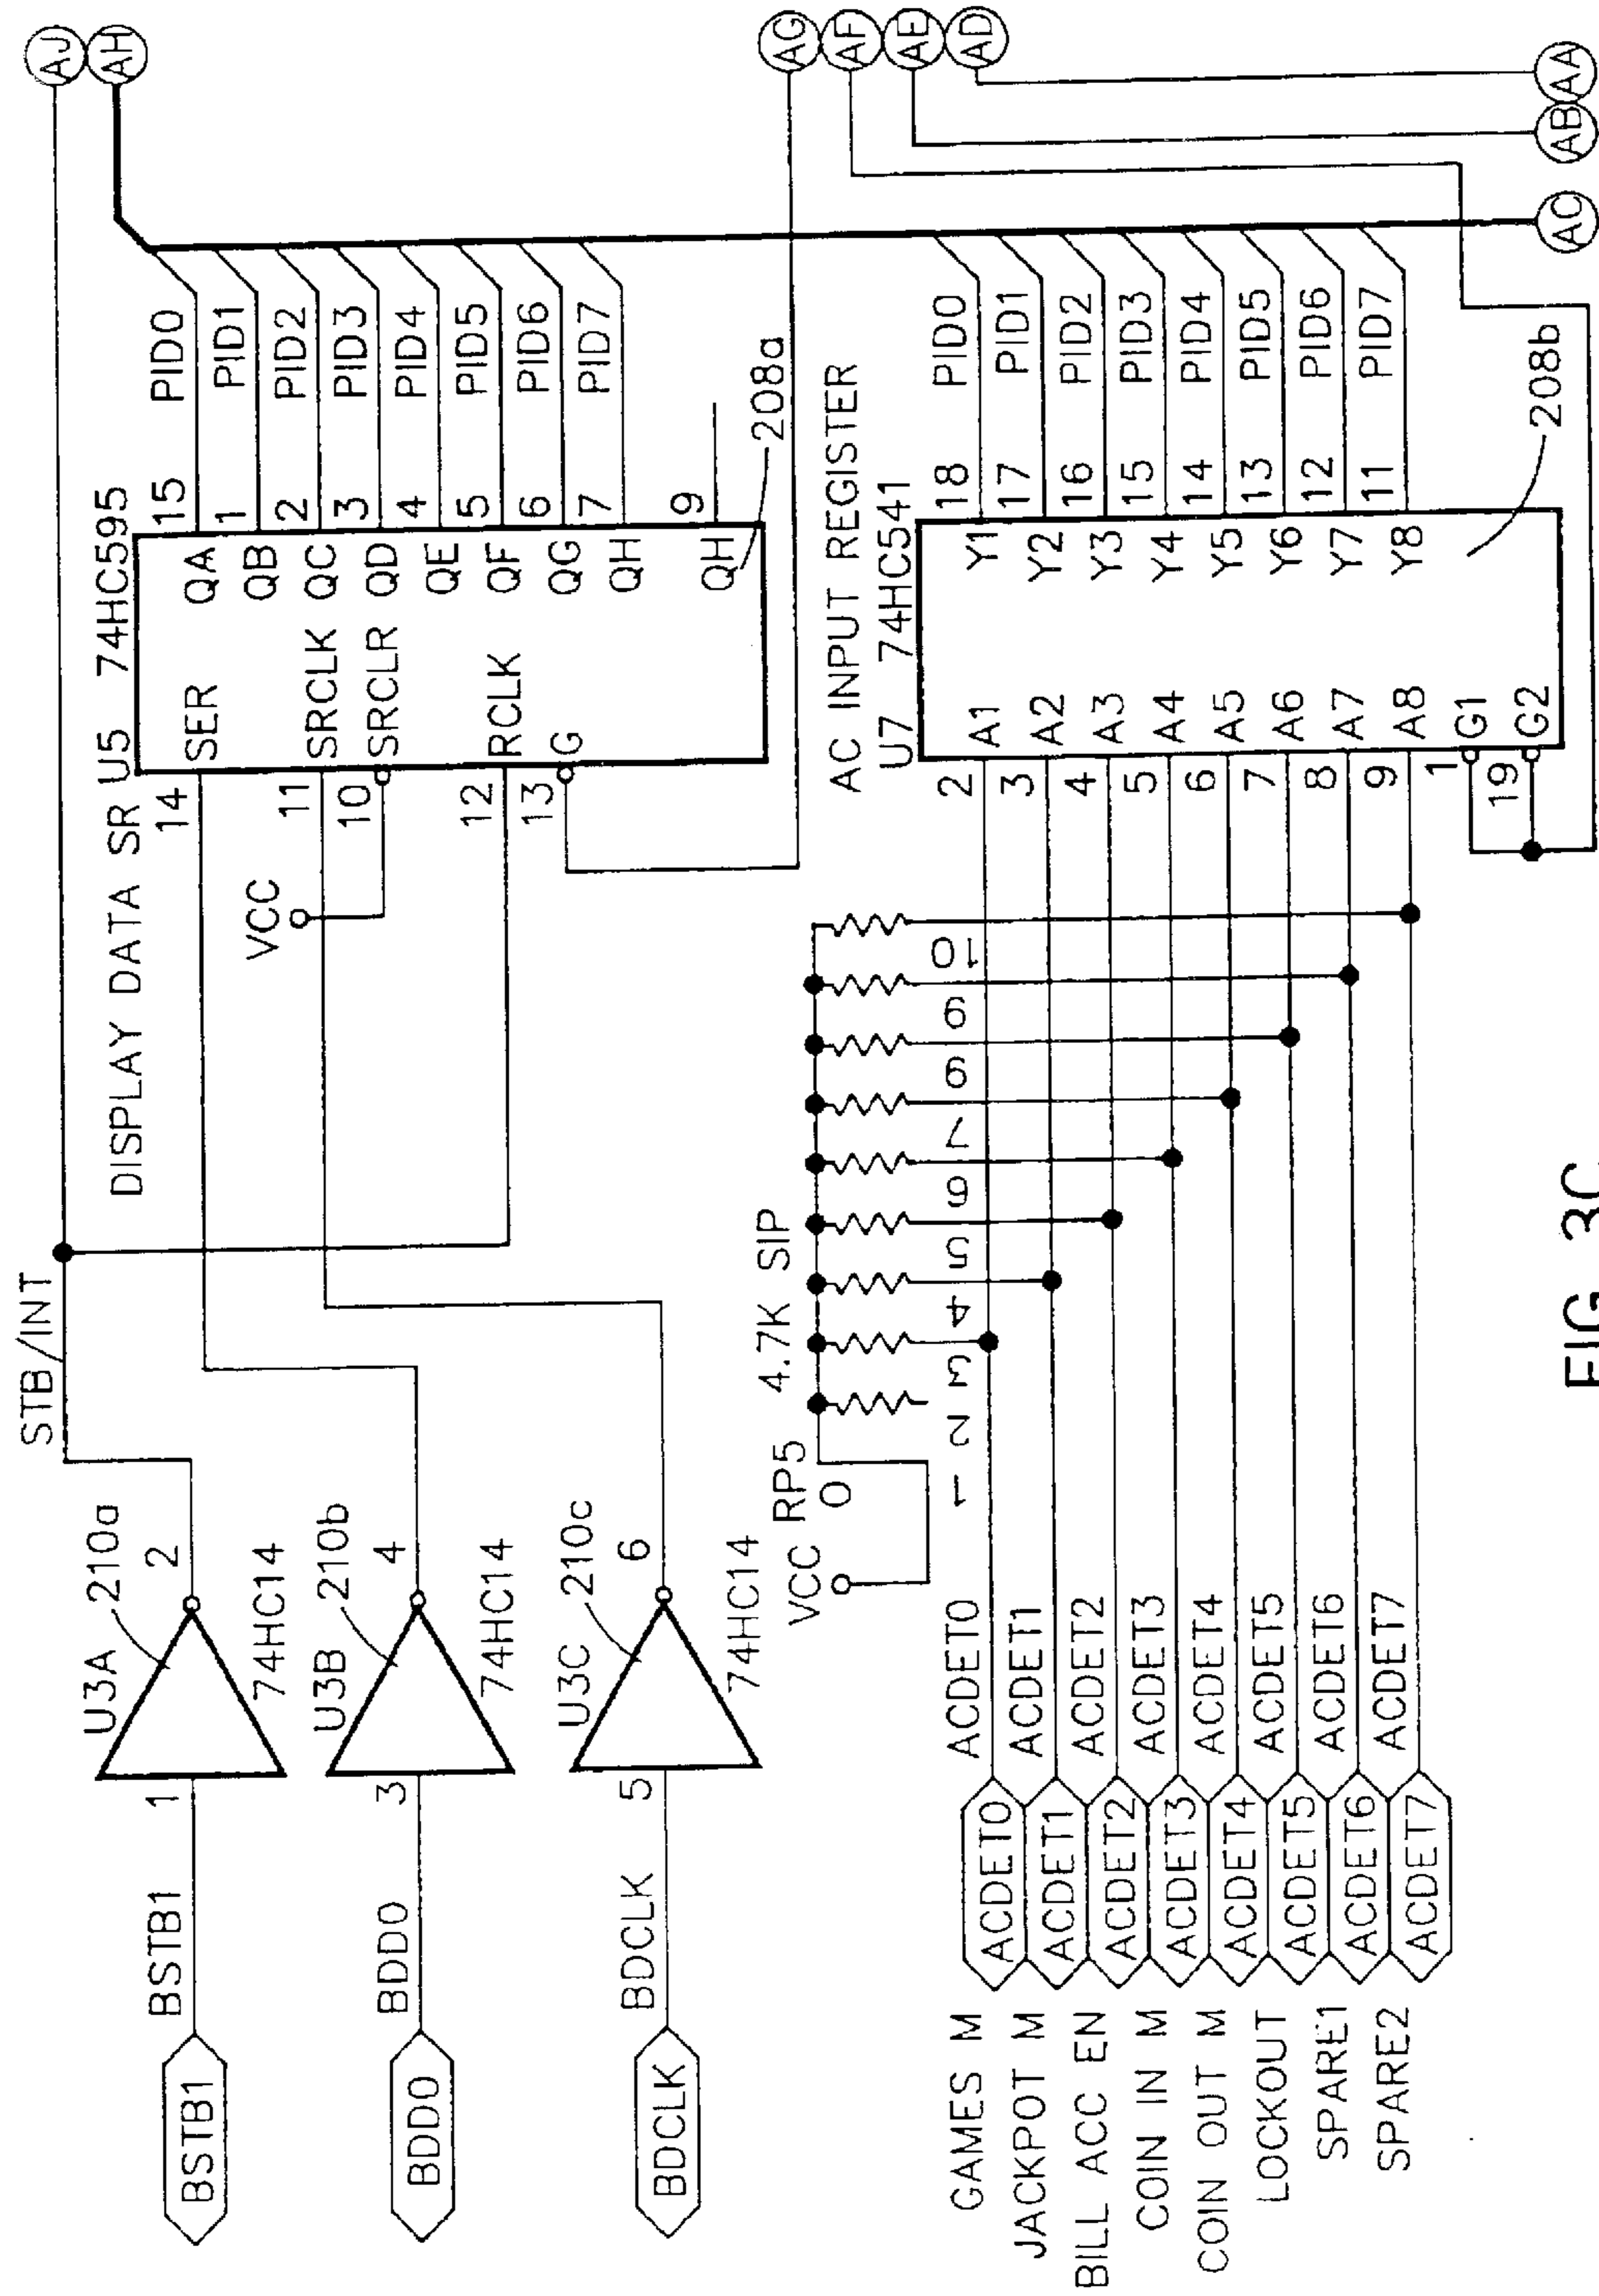 STB/INT
AJ
AH
U3A
210a
1
2
74HC14
BSTB1
BSTB1
U3B
210b
3
4
74HC14
BDD0
BDD0
U3C
210c
5
6
74HC14
BDCLK
BDCLK
DISPLAY DATA SR
U5 74HC595
14 SER QA 15 PID0
QB 1 PID1
11 SRCLK QC 2 PID2
10 SRCLR QD 3 PID3
QE 4 PID4
12 RCLK QF 5 PID5
13 G QG 6 PID6
QH 7 PID7
QH 9
VCC
208a
AG
AF
AE
AD
RP5 4.7K SIP
VCC
0
1 2 3 4 5 6 7 9 9 10
AC INPUT REGISTER
U7 74HC541
GAMES M ACDET0 ACDET0 2 A1 Y1 18 PID0
JACKPOT M ACDET1 ACDET1 3 A2 Y2 17 PID1
BILL ACC EN ACDET2 ACDET2 4 A3 Y3 16 PID2
COIN IN M ACDET3 ACDET3 5 A4 Y4 15 PID3
COIN OUT M ACDET4 ACDET4 6 A5 Y5 14 PID4
LOCKOUT ACDET5 ACDET5 7 A6 Y6 13 PID5
SPARE1 ACDET6 ACDET6 8 A7 Y7 12 PID6
SPARE2 ACDET7 ACDET7 9 A8 Y8 11 PID7
1 G1
19 G2
208b
AC
AB
AA
FIG. 3C